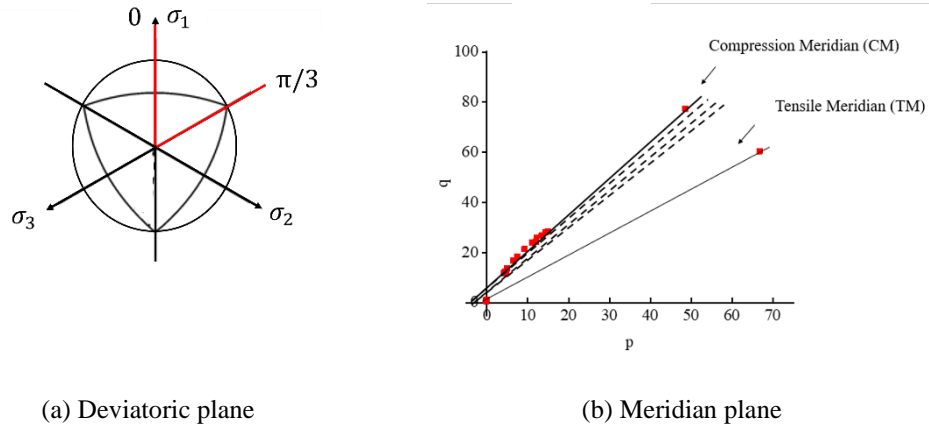 0
σ₁
π/3
σ₃
σ₂
(a) Deviatoric plane
Compression Meridian (CM)
Tensile Meridian (TM)
100
80
60
40
20
0
q
0 10 20 30 40 50 60 70
p
(b) Meridian plane